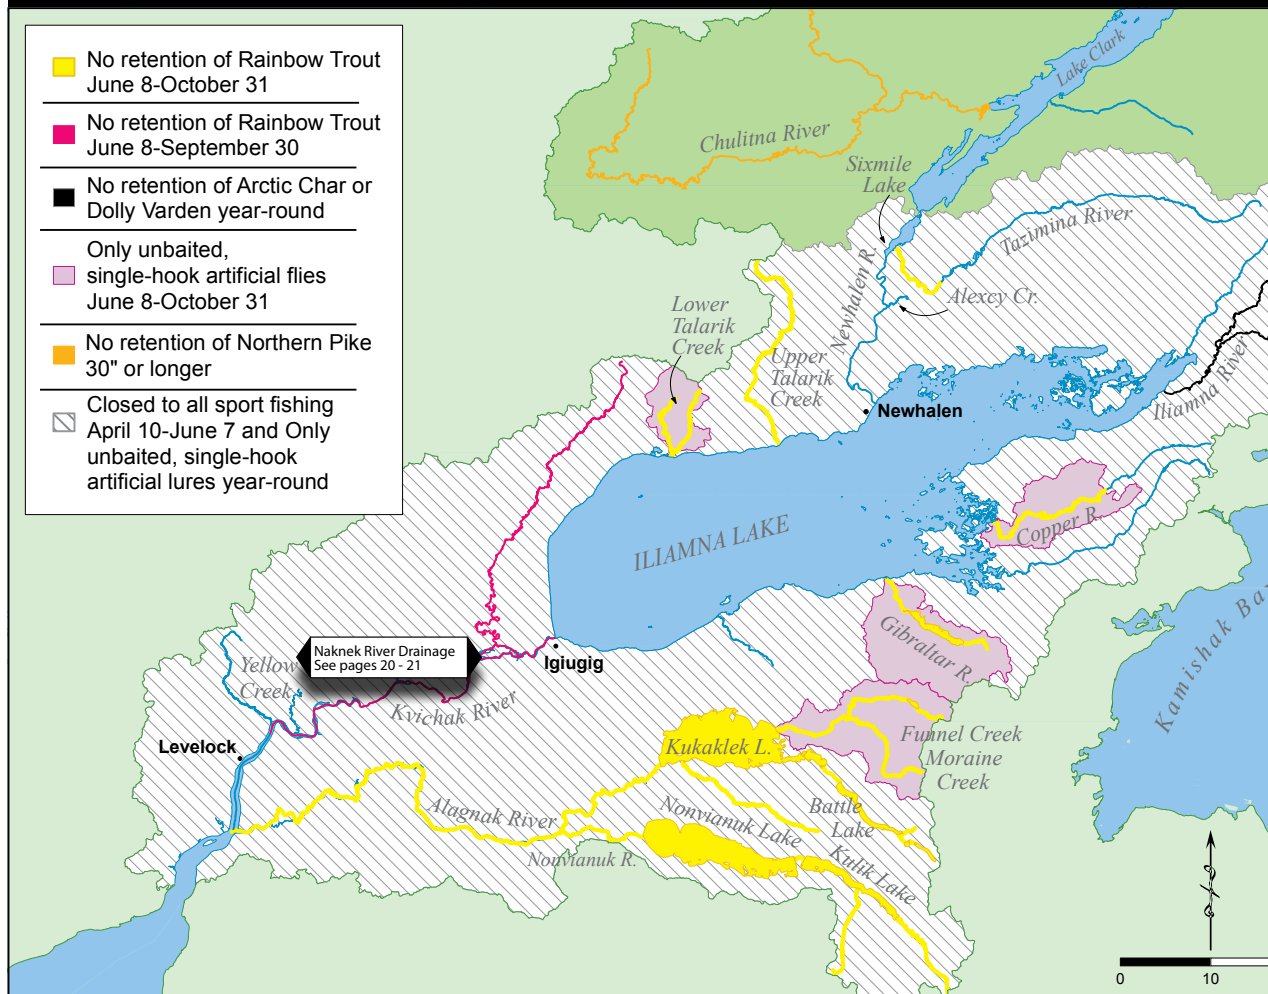 No retention of Rainbow Trout
June 8-October 31
No retention of Rainbow Trout
June 8-September 30
No retention of Arctic Char or
Dolly Varden year-round
Only unbaited,
single-hook artificial flies
June 8-October 31
No retention of Northern Pike
30" or longer
Closed to all sport fishing
April 10-June 7 and Only
unbaited, single-hook
artificial lures year-round
Lake Clark
Chulitna River
Sixmile
Lake
Tazimina River
Newhalen R.
Alexcy Cr.
Lower
Talarik
Creek
Upper
Talarik
Creek
Newhalen
Iliamna River
ILIAMNA LAKE
Copper R.
Gibraltar R.
Kamishak Ba
Naknek River Drainage
See pages 20 - 21
Igiugig
Yellow
Creek
Kvichak River
Levelock
Kukaklek L.
Funnel Creek
Moraine
Creek
Alagnak River
Nonvianuk Lake
Battle
Lake
Nonvianuk R.
Kulik Lake
0 10